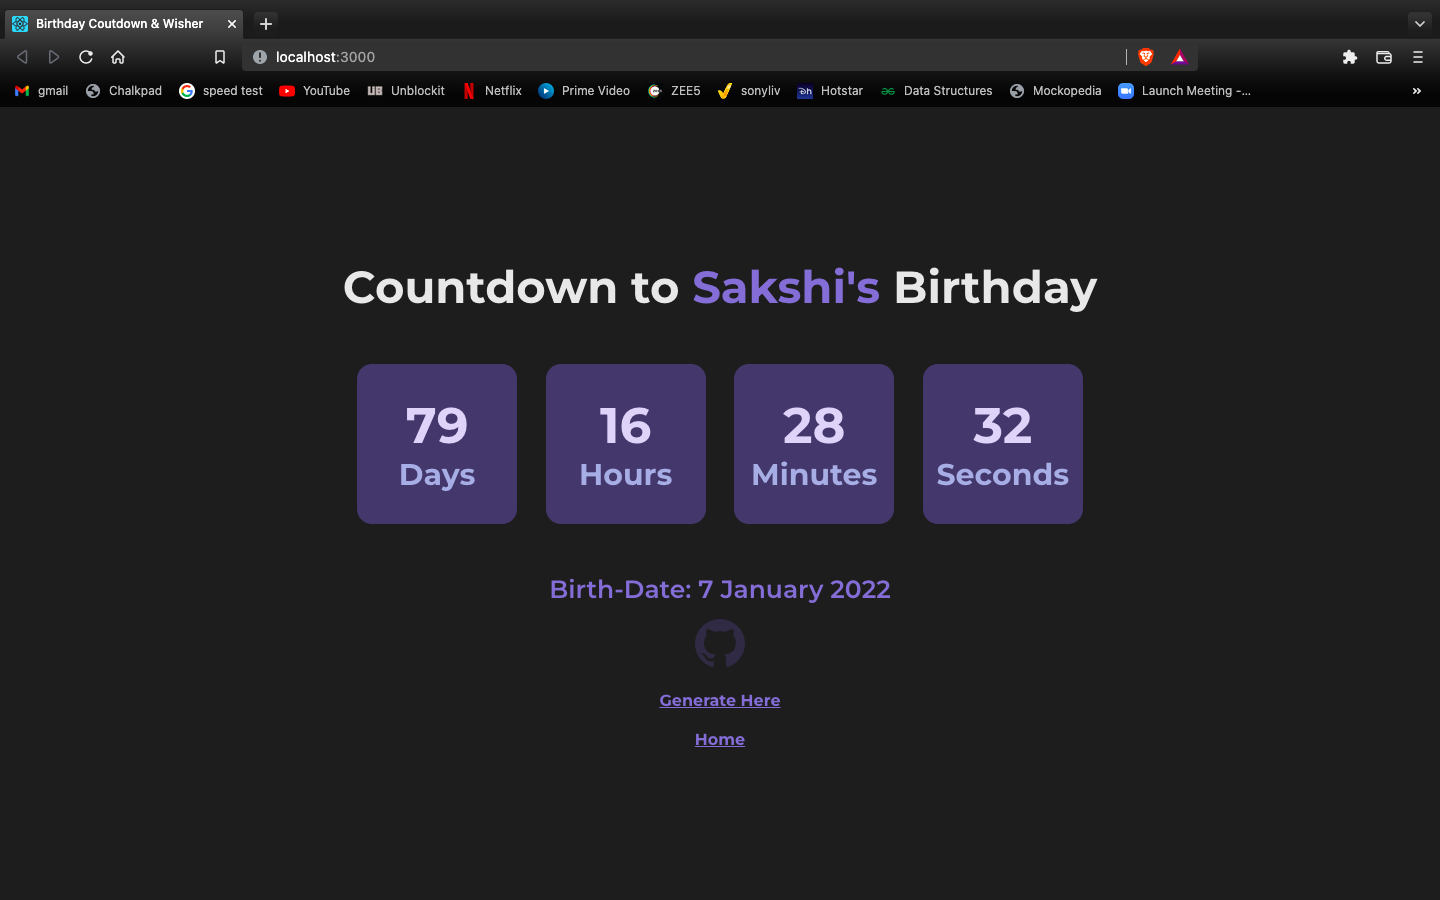 Birthday Coutdown & Wisher
localhost:3000
gmail Chalkpad speed test YouTube UB Unblockit Netflix Prime Video ZEE5 sonyliv Dh Hotstar Data Structures Mockopedia Launch Meeting -...
Countdown to Sakshi's Birthday
79 16 28 32
Days Hours Minutes Seconds
Birth-Date: 7 January 2022
Generate Here
Home